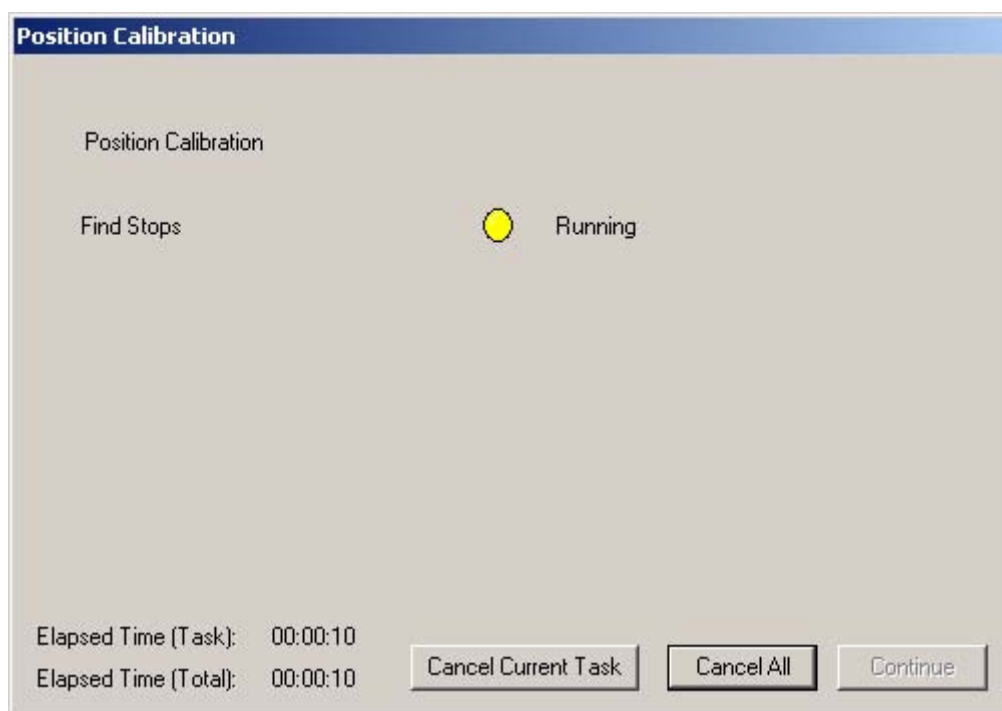 Position Calibration
Position Calibration
Find Stops Running
Elapsed Time (Task): 00:00:10
Elapsed Time (Total): 00:00:10
Cancel Current Task Cancel All Continue